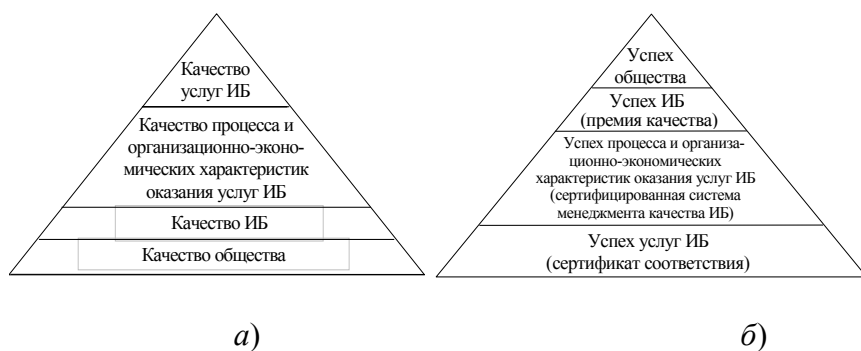 Качество
услуг ИБ
Качество процесса и
организационно-эконо-
мических характеристик
оказания услуг ИБ
Качество ИБ
Качество общества
а)
Успех
общества
Успех ИБ
(премия качества)
Успех процесса и организа-
ционно-экономических
характеристик оказания услуг ИБ
(сертифицированная система
менеджмента качества ИБ)
Успех услуг ИБ
(сертификат соответствия)
б)